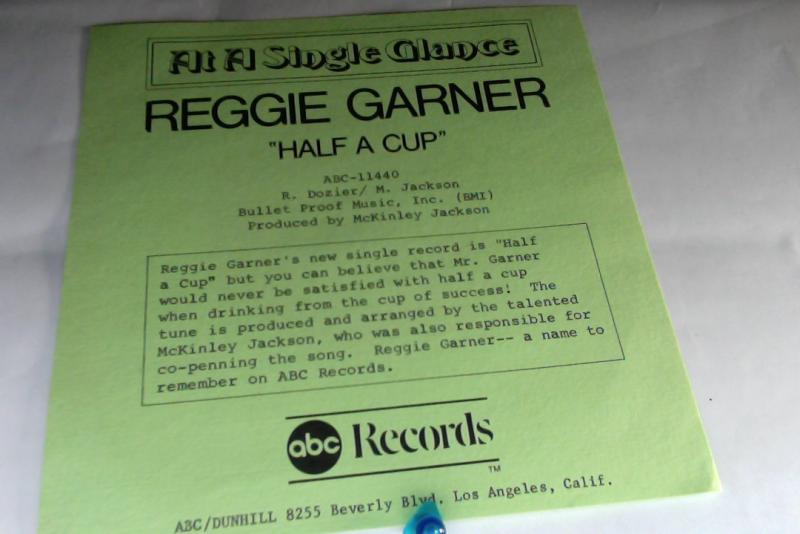 At A Single Glance
REGGIE GARNER
"HALF A CUP"
ABC-11440
R. Dozier/ M. Jackson
Bullet Proof Music, Inc. (BMI)
Produced by McKinley Jackson
Reggie Garner's new single record is "Half
a Cup" but you can believe that Mr. Garner
would never be satisfied with half a cup
when drinking from the cup of success! The
tune is produced and arranged by the talented
McKinley Jackson, who was also responsible for
co-penning the song. Reggie Garner-- a name to
remember on ABC Records.
abc Records
TM
ABC/DUNHILL 8255 Beverly Blvd. Los Angeles, Calif.